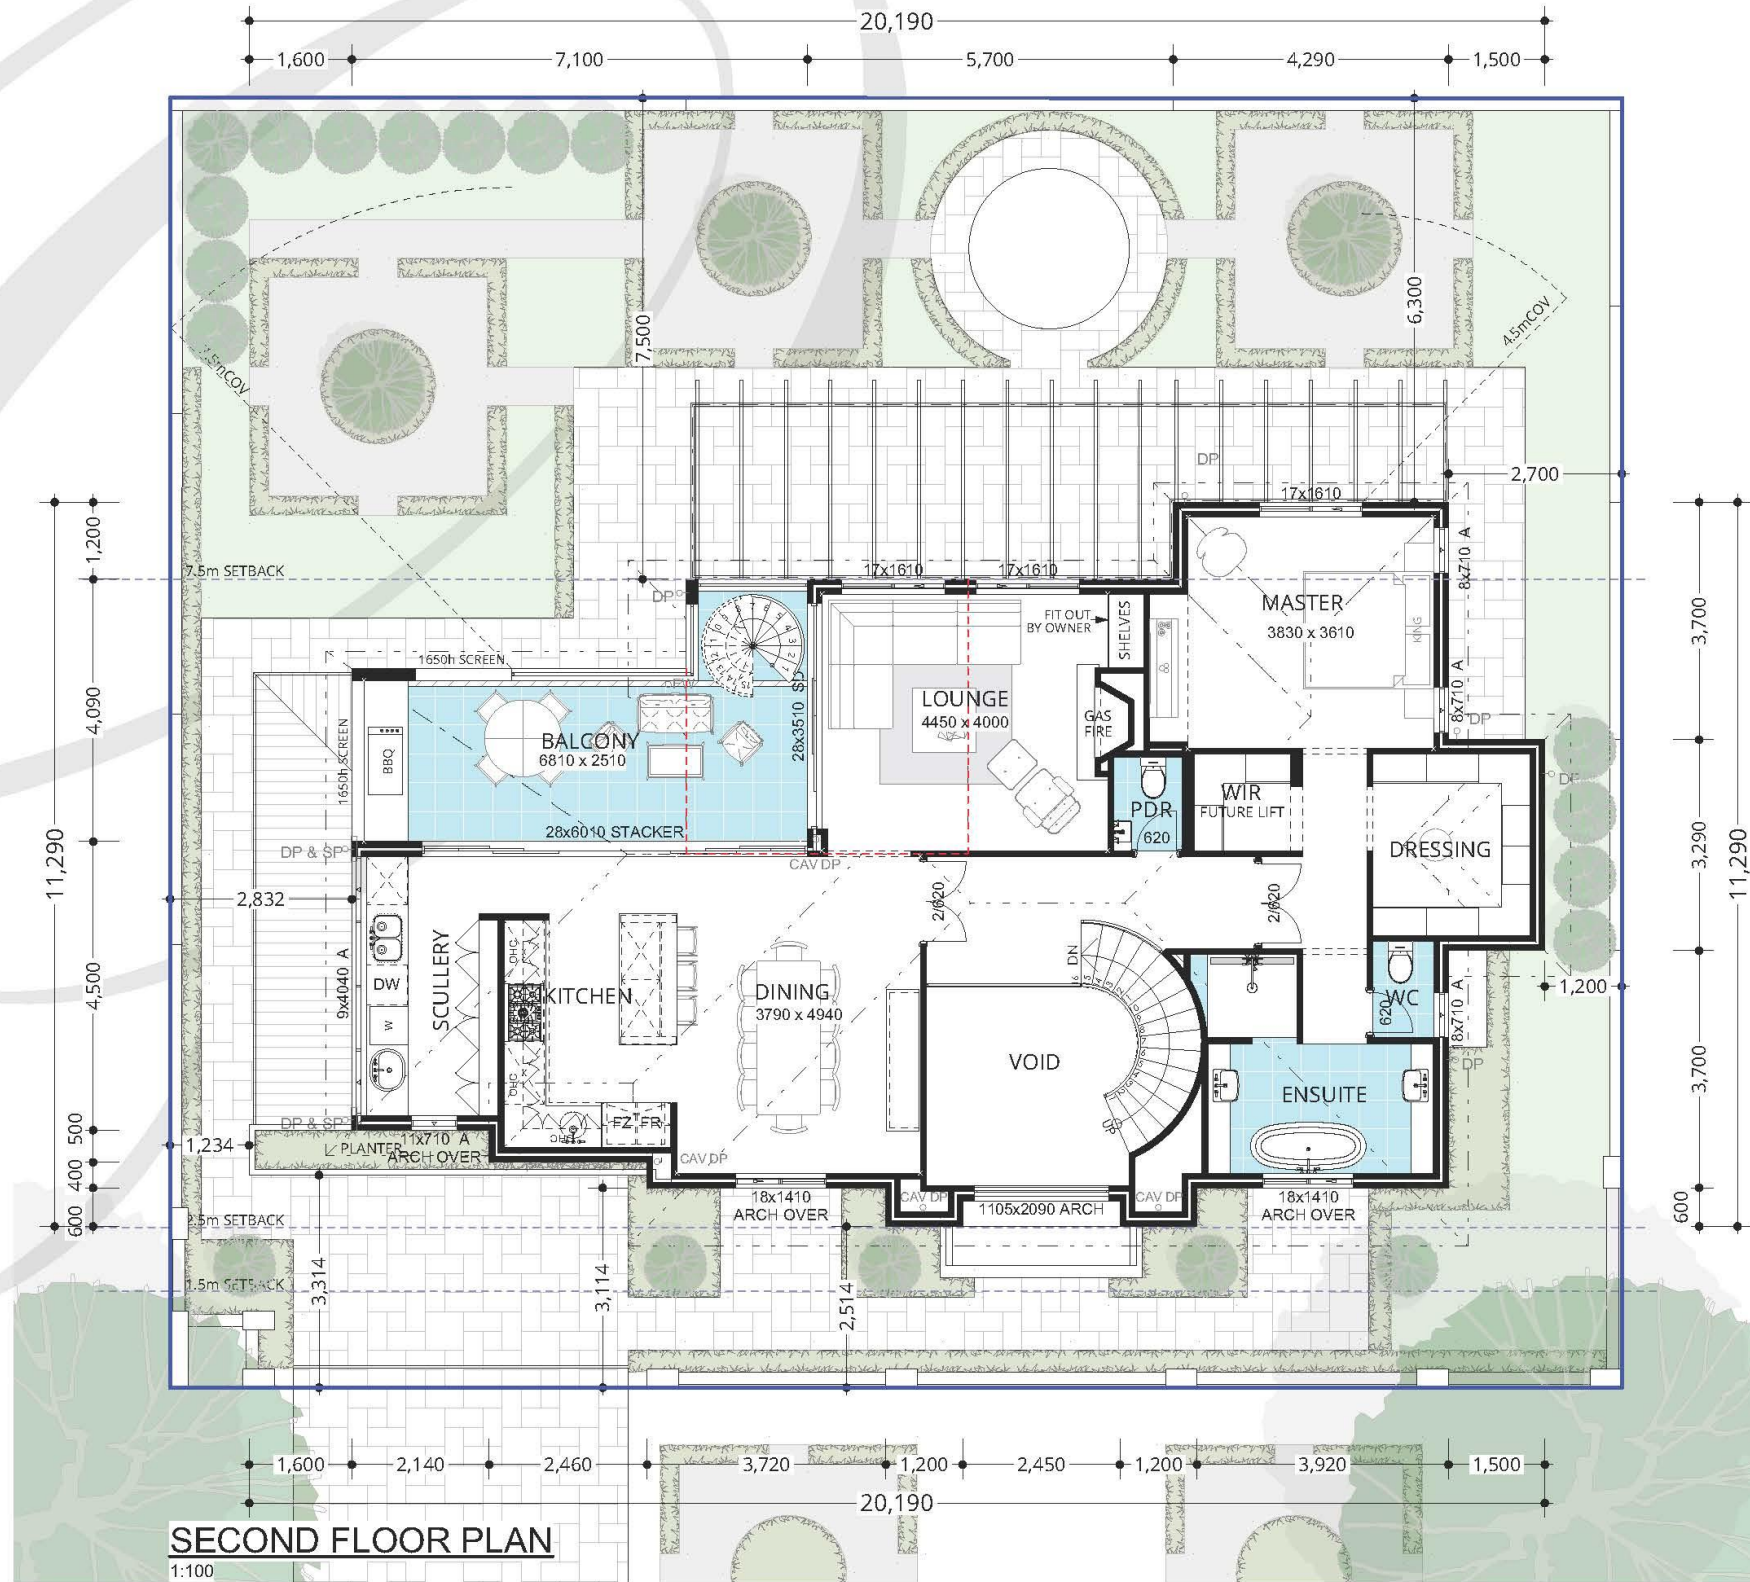 20,190
1,600 7,100 5,700 4,290 1,500
7,500
6,300
4.5mCOV
DP
2,700
17x1610
1,200
7.5m SETBACK
17x1610 17x1610
DP
8x710 A
FIT OUT
BY OWNER
SHELVES
MASTER
3830 x 3610
KING
3,700
3,700
1650h SCREEN
4,090
LOUNGE
4450 x 4000
GAS
FIRE
8x710 A
DP
BALCONY
6810 x 2510
BBQ
1650h SCREEN
28x3510 SD
28x6010 STACKER
PDR
620
WIR
FUTURE LIFT
DRESSING
3,290
11,290
11,290
DP & SP
CAV DP
2,832
2/620
2/620
SCULLERY
OHC
DW
W
9x4040 A
4,500
KITCHEN
DINING
3790 x 4940
DN
VOID
WC
620
18x710 A
1,200
DP
3,700
OHC
ENSUITE
FZ FR
OHC
DP & SP
500
1,234
PLANTER
11x710 A
ARCH OVER
CAV DP
400
600
18x1410
ARCH OVER
CAV DP
1105x2090 ARCH
CAV DP
18x1410
ARCH OVER
600
2.5m SETBACK
1.5m SETBACK
3,314
3,114
2,514
1,600 2,140 2,460 3,720 1,200 2,450 1,200 3,920 1,500
20,190
SECOND FLOOR PLAN
1:100